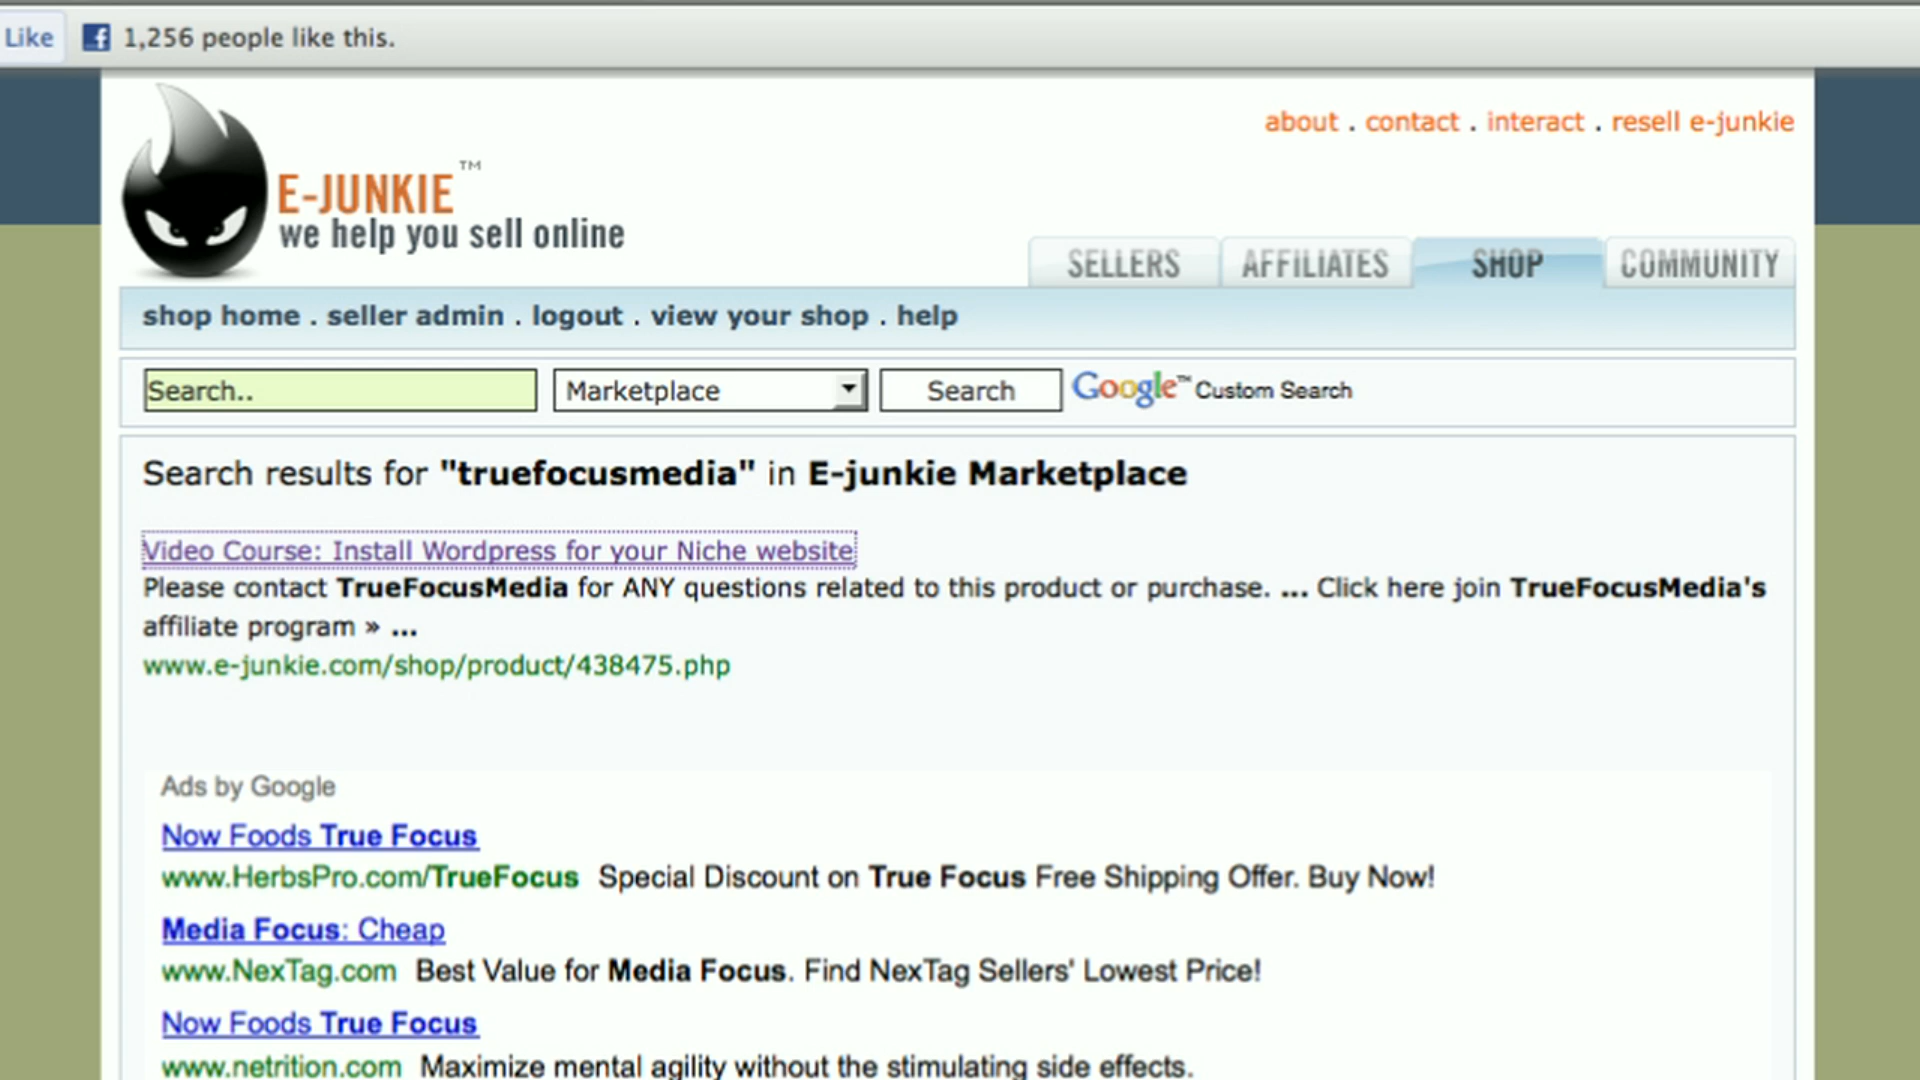 Like 1,256 people like this.
about . contact . interact . resell e-junkie
E-JUNKIE™
we help you sell online
SELLERS AFFILIATES SHOP COMMUNITY
shop home . seller admin . logout . view your shop . help
Search.. Marketplace Search Google™ Custom Search
Search results for "truefocusmedia" in E-junkie Marketplace
Video Course: Install Wordpress for your Niche website
Please contact TrueFocusMedia for ANY questions related to this product or purchase. ... Click here join TrueFocusMedia's
affiliate program » ...
www.e-junkie.com/shop/product/438475.php
Ads by Google
Now Foods True Focus
www.HerbsPro.com/TrueFocus Special Discount on True Focus Free Shipping Offer. Buy Now!
Media Focus: Cheap
www.NexTag.com Best Value for Media Focus. Find NexTag Sellers' Lowest Price!
Now Foods True Focus
www.netrition.com Maximize mental agility without the stimulating side effects.